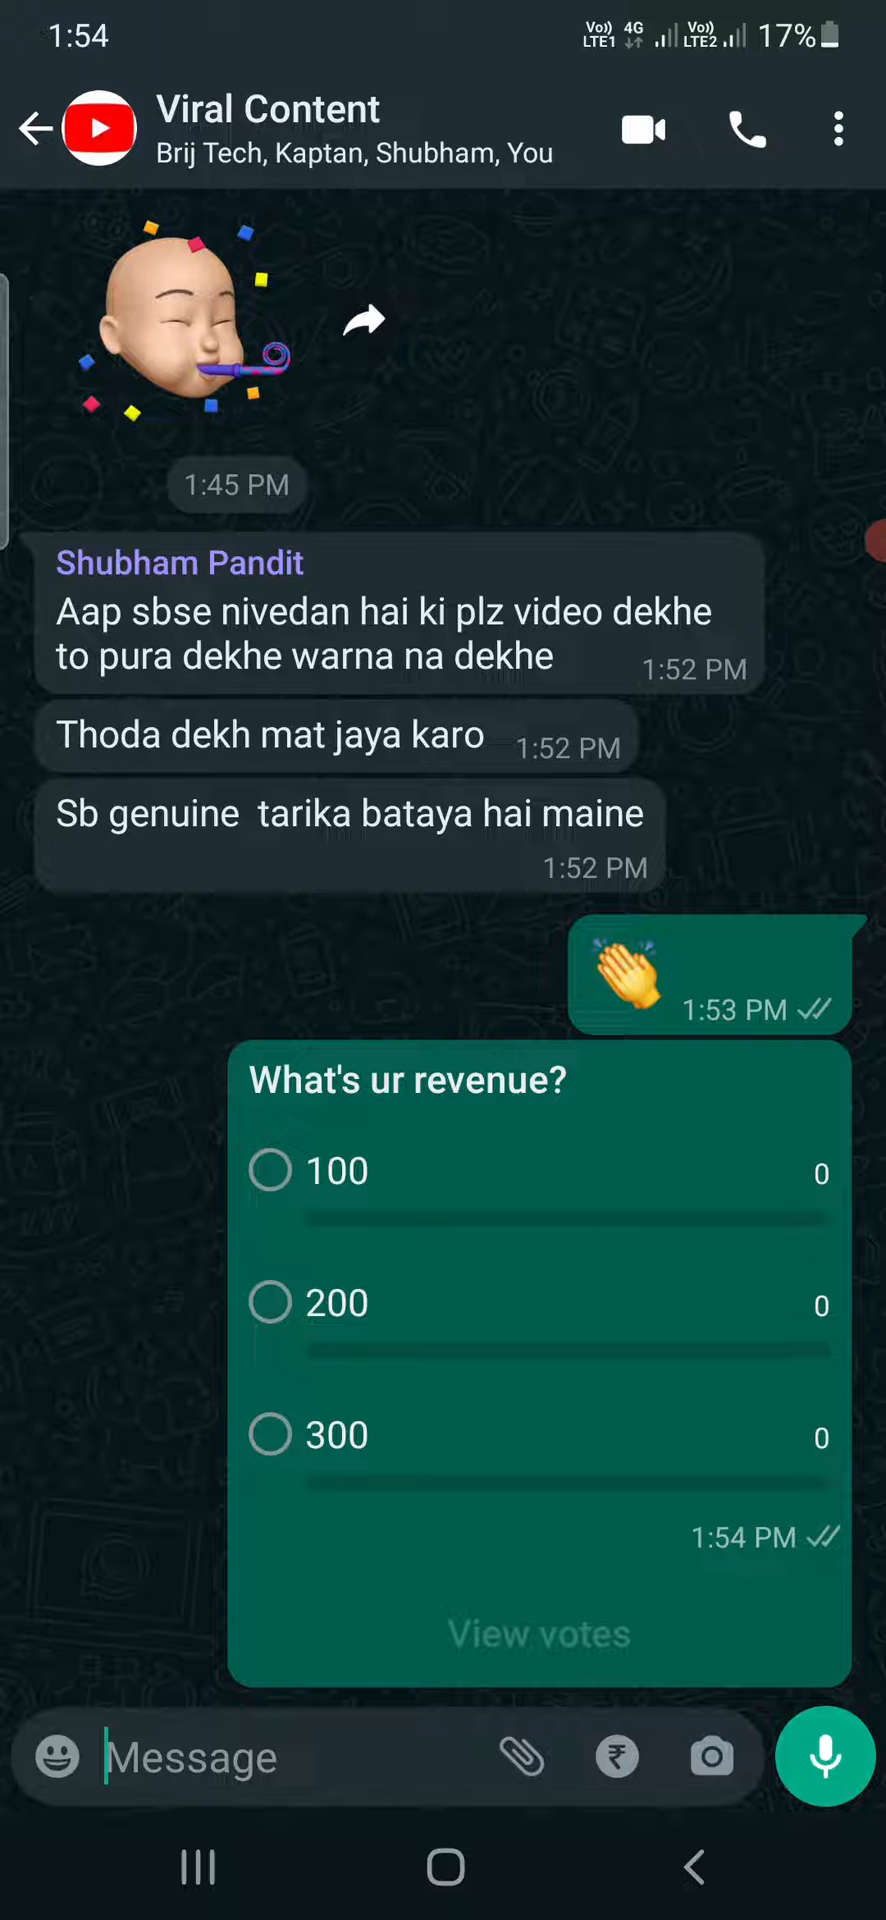 1:54
Vo)) LTE1 4G Vo)) LTE2 17%
Viral Content
Brij Tech, Kaptan, Shubham, You
1:45 PM
Shubham Pandit
Aap sbse nivedan hai ki plz video dekhe
to pura dekhe warna na dekhe
1:52 PM
Thoda dekh mat jaya karo
1:52 PM
Sb genuine tarika bataya hai maine
1:52 PM
1:53 PM
What's ur revenue?
100 0
200 0
300 0
1:54 PM
View votes
Message